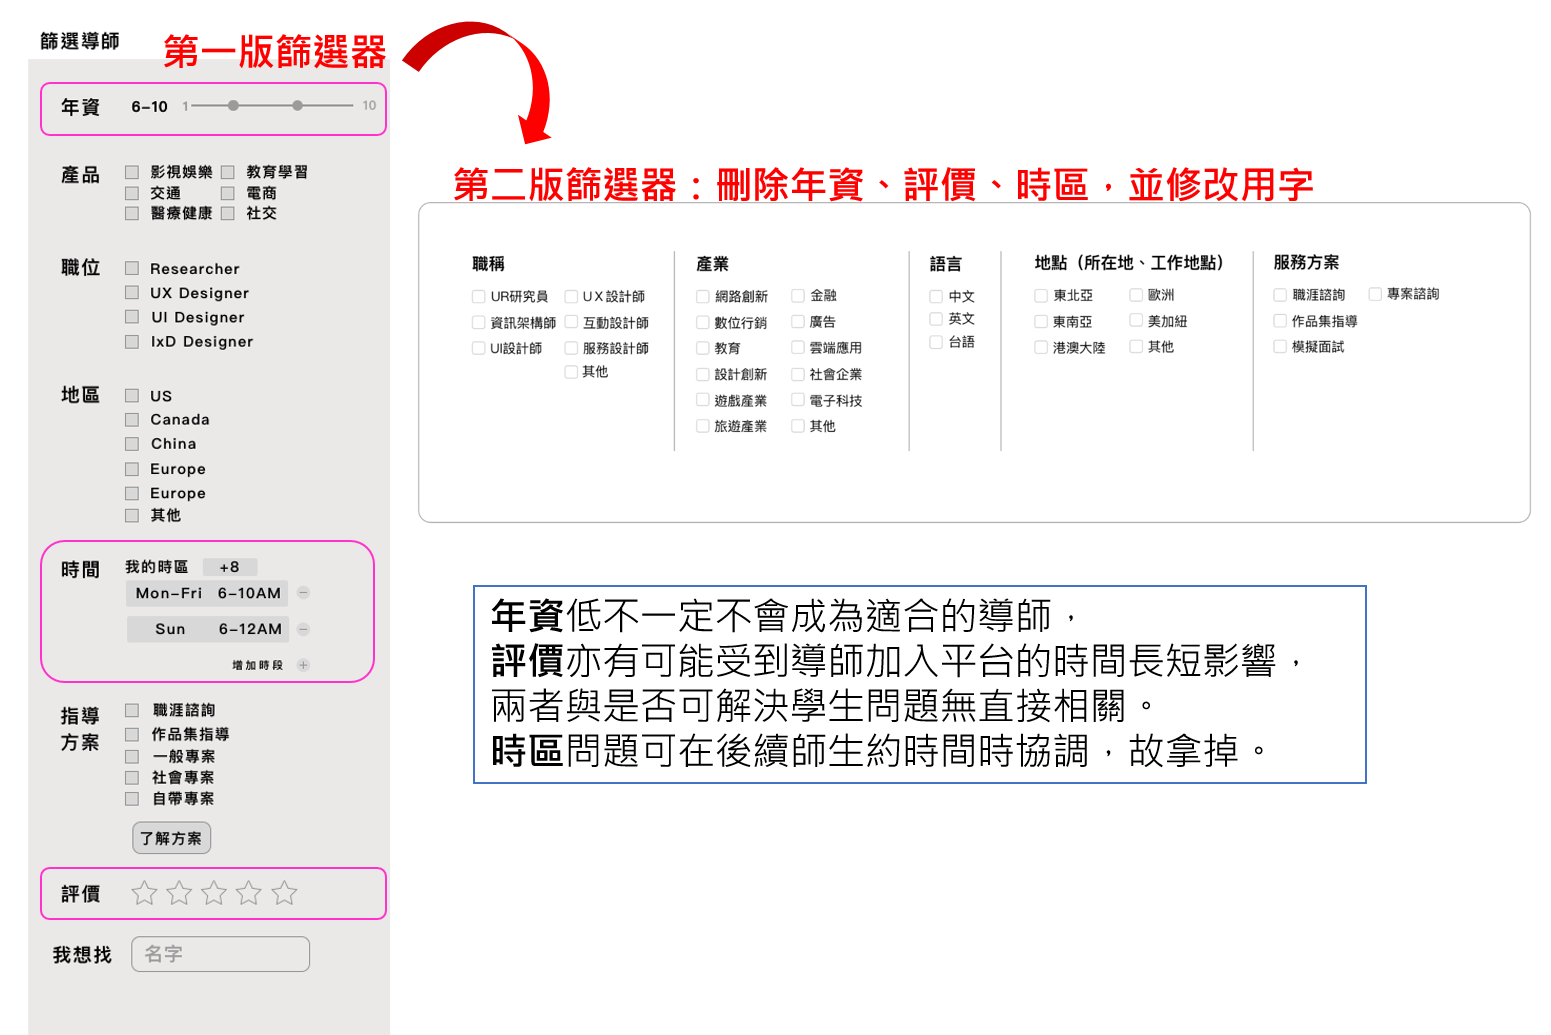 篩選導師
第一版篩選器
年資 6-10 1 10
產品 影視娛樂 教育學習
交通 電商
醫療健康 社交
職位 Researcher
UX Designer
UI Designer
IxD Designer
地區 US
Canada
China
Europe
Europe
其他
時間 我的時區 +8
Mon-Fri 6-10AM
Sun 6-12AM
增加時段
指導方案 職涯諮詢
作品集指導
一般專案
社會專案
自帶專案
了解方案
評價
我想找 名字
第二版篩選器：刪除年資、評價、時區，並修改用字
職稱
UR研究員 UX設計師
資訊架構師 互動設計師
UI設計師 服務設計師
其他
產業
網路創新 金融
數位行銷 廣告
教育 雲端應用
設計創新 社會企業
遊戲產業 電子科技
旅遊產業 其他
語言
中文
英文
台語
地點（所在地、工作地點）
東北亞 歐洲
東南亞 美加紐
港澳大陸 其他
服務方案
職涯諮詢 專案諮詢
作品集指導
模擬面試
年資低不一定不會成為適合的導師，
評價亦有可能受到導師加入平台的時間長短影響，
兩者與是否可解決學生問題無直接相關。
時區問題可在後續師生約時間時協調，故拿掉。